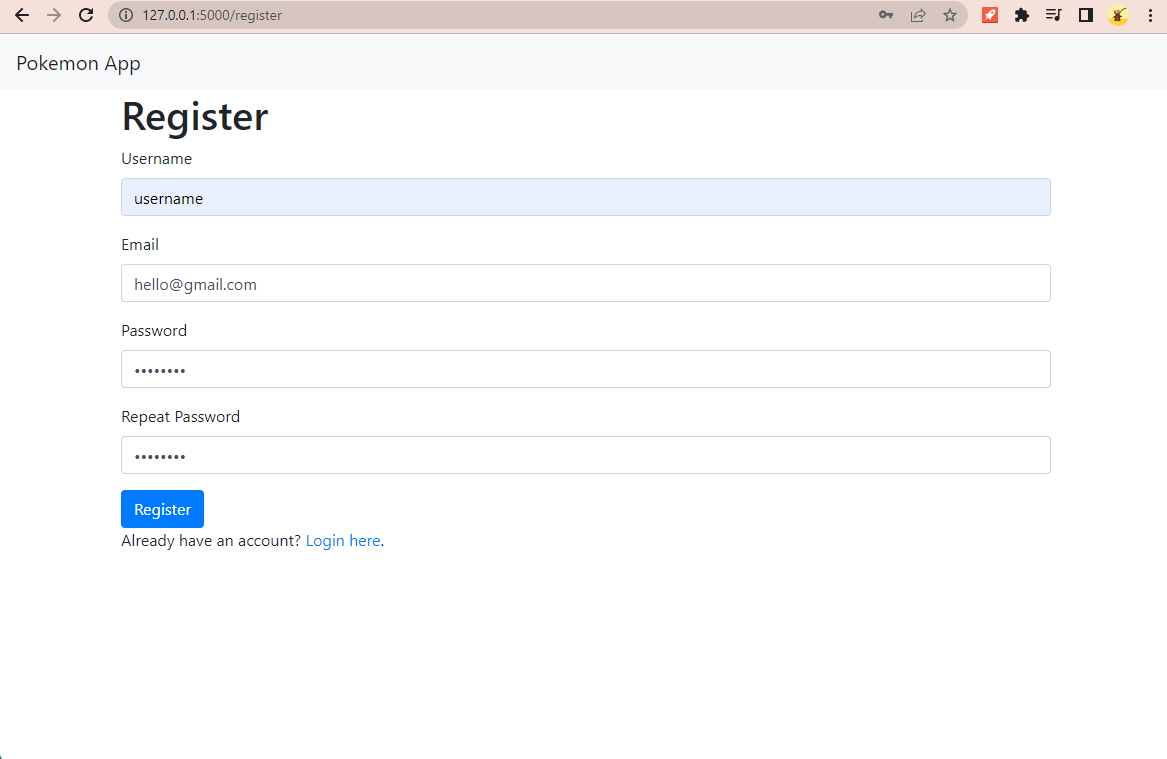 127.0.0.1:5000/register
Pokemon App
Register
Username
username
Email
hello@gmail.com
Password
••••••••
Repeat Password
••••••••
Register
Already have an account? Login here.